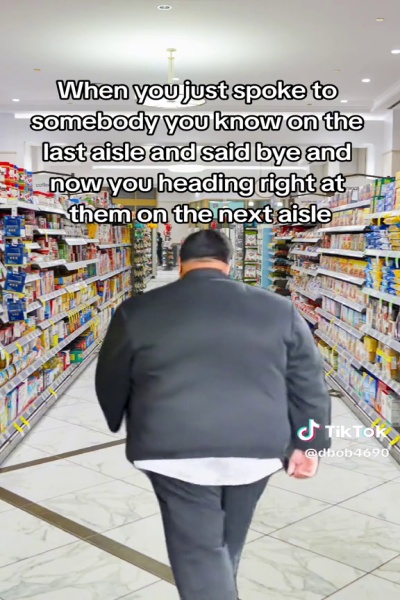 When you just spoke to
somebody you know on the
last aisle and said bye and
now you heading right at
them on the next aisle
TikTok
@dbob4690